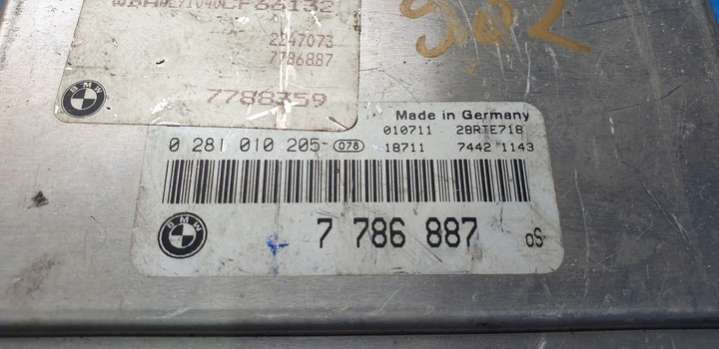 2247073
7786887
7788359
BMW
Made in Germany
010711 28RTE718
0 281 010 205 078 18711 7442 1143
BMW
7 786 887 oS